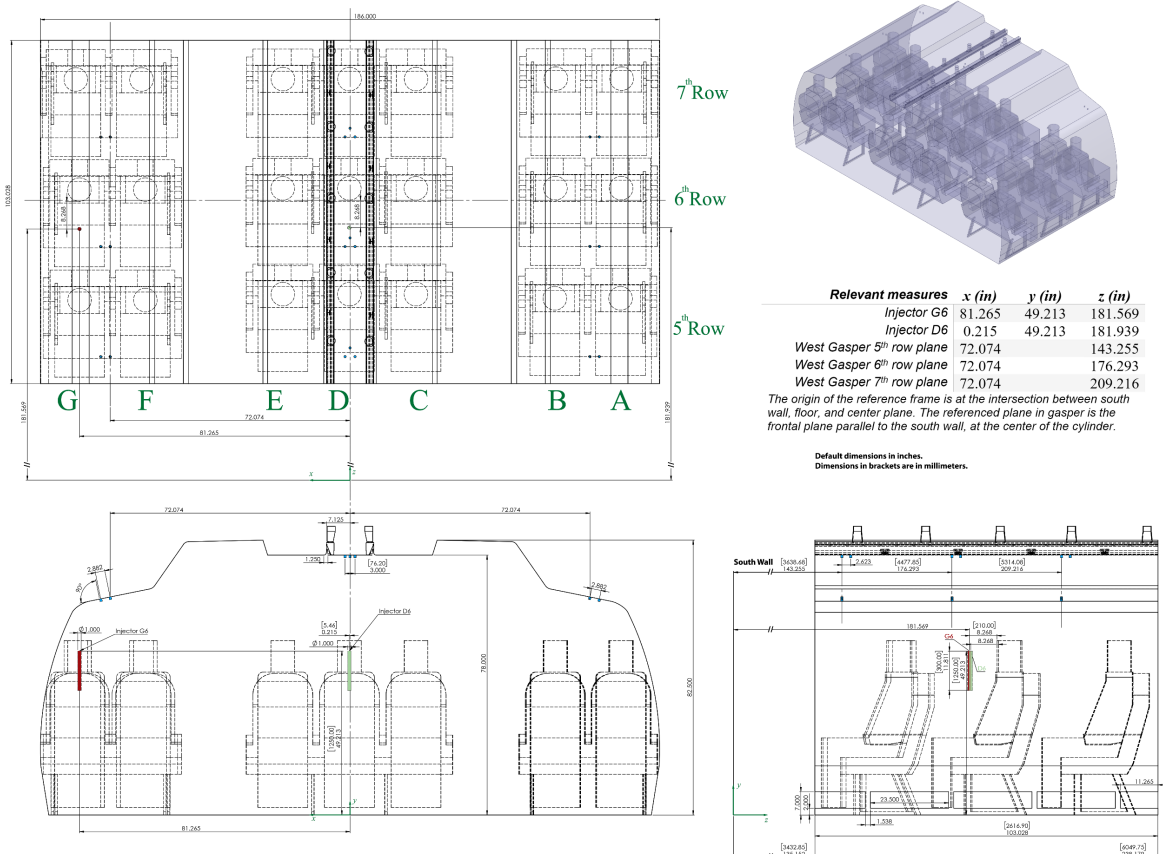 186.000
103.038
8.268
8.268
7th Row
6th Row
5th Row
G F E D C B A
181.569
72.074
81.265
181.939
x
z
Relevant measures x (in) y (in) z (in)
Injector G6 81.265 49.213 181.569
Injector D6 0.215 49.213 181.939
West Gasper 5th row plane 72.074 143.255
West Gasper 6th row plane 72.074 176.293
West Gasper 7th row plane 72.074 209.216
The origin of the reference frame is at the intersection between south
wall, floor, and center plane. The referenced plane in gasper is the
frontal plane parallel to the south wall, at the center of the cylinder.
Default dimensions in inches.
Dimensions in brackets are in millimeters.
72.074
72.074
7.125
1.250
[76.20]
3.000
2.882
90°
2.882
Ø1.000
Injector G6
[5.46]
0.215
Injector D6
Ø1.000
[1250.00]
49.213
78.000
82.500
y
x
81.265
South Wall
[3638.68]
143.255
2.623
[4477.85]
176.293
[5314.08]
209.216
181.569
[210.00]
8.268
8.268
G6
[300.00]
11.811
[1250.00]
49.213
11.265
7.000
2.000
23.500
1.538
y
z
[2616.90]
103.028
[3432.85]
[6049.75]